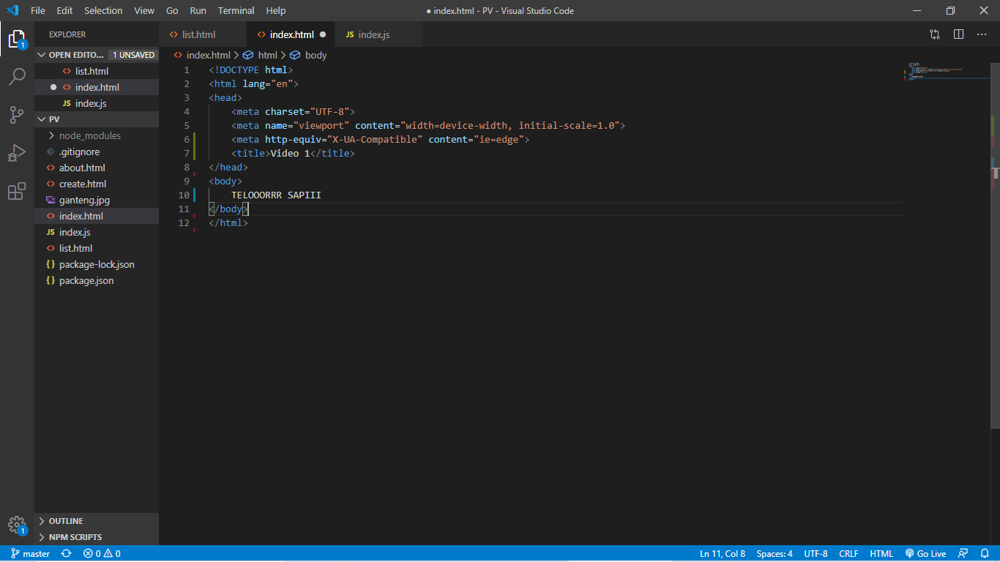 File Edit Selection View Go Run Terminal Help
● index.html - PV - Visual Studio Code
EXPLORER
OPEN EDITO... 1 UNSAVED
list.html
index.html
JS index.js
PV
node_modules
.gitignore
about.html
create.html
ganteng.jpg
index.html
JS index.js
list.html
{} package-lock.json
{} package.json
OUTLINE
NPM SCRIPTS
1
1
list.html index.html ● JS index.js
index.html > html > body
1 <!DOCTYPE html>
2 <html lang="en">
3 <head>
4     <meta charset="UTF-8">
5     <meta name="viewport" content="width=device-width, initial-scale=1.0">
6     <meta http-equiv="X-UA-Compatible" content="ie=edge">
7     <title>Video 1</title>
8 </head>
9 <body>
10     TELOOORRR SAPIII
11 </body>
12 </html>
master 0 0 Ln 11, Col 8 Spaces: 4 UTF-8 CRLF HTML Go Live